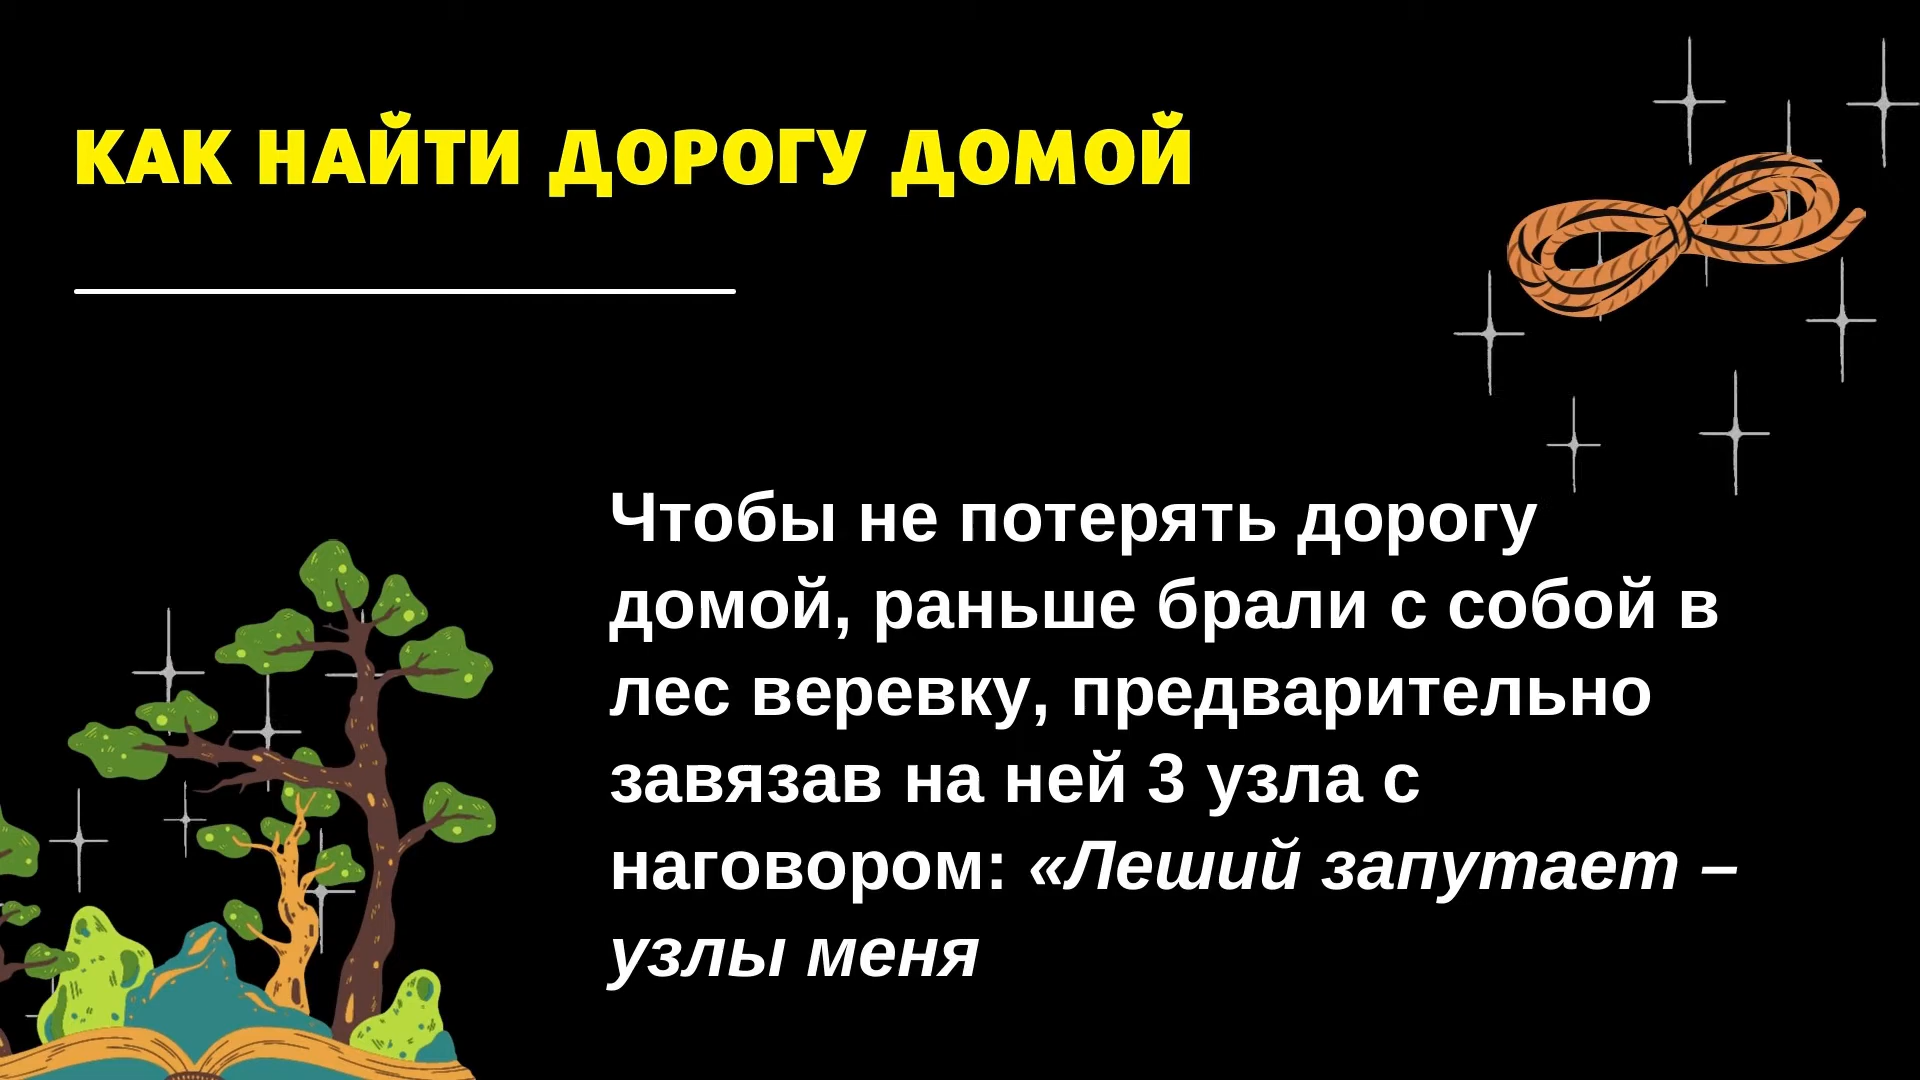 КАК НАЙТИ ДОРОГУ ДОМОЙ
Чтобы не потерять дорогу
домой, раньше брали с собой в
лес веревку, предварительно
завязав на ней 3 узла с
наговором: «Леший запутает –
узлы меня